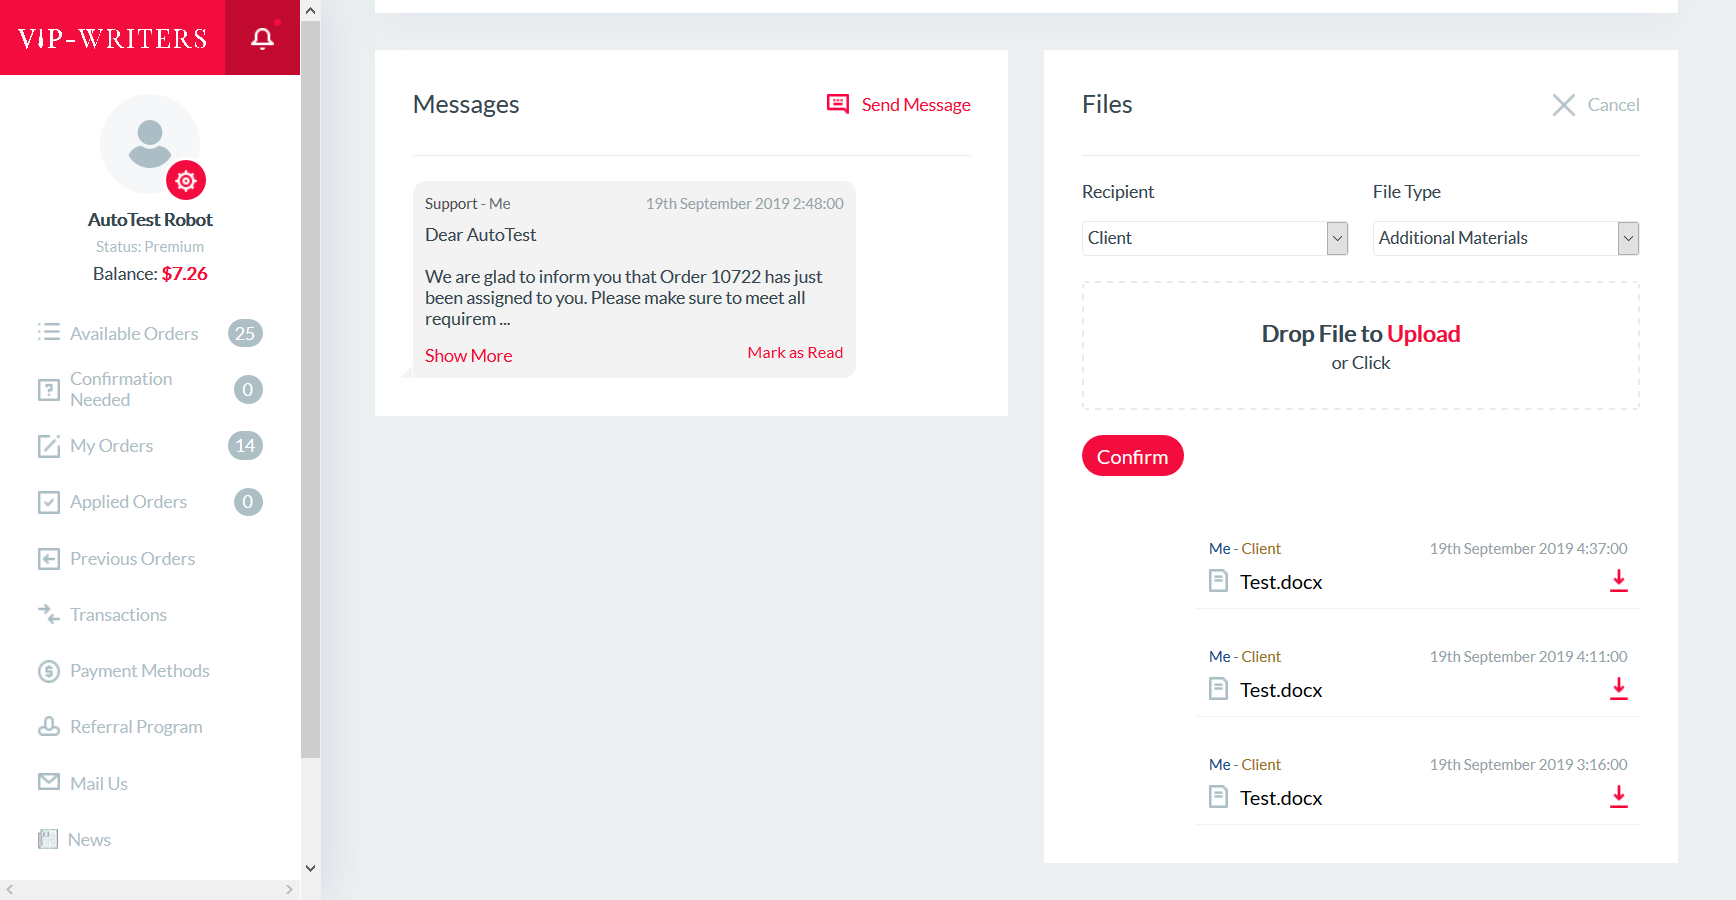 VIP-WRITERS
AutoTest Robot
Status: Premium
Balance: $7.26
Available Orders 25
Confirmation
Needed 0
My Orders 14
Applied Orders 0
Previous Orders
Transactions
Payment Methods
Referral Program
Mail Us
News
Messages Send Message
Support - Me 19th September 2019 2:48:00
Dear AutoTest
We are glad to inform you that Order 10722 has just
been assigned to you. Please make sure to meet all
requirem ...
Show More Mark as Read
Files Cancel
Recipient File Type
Client Additional Materials
Drop File to Upload
or Click
Confirm
Me - Client 19th September 2019 4:37:00
Test.docx
Me - Client 19th September 2019 4:11:00
Test.docx
Me - Client 19th September 2019 3:16:00
Test.docx